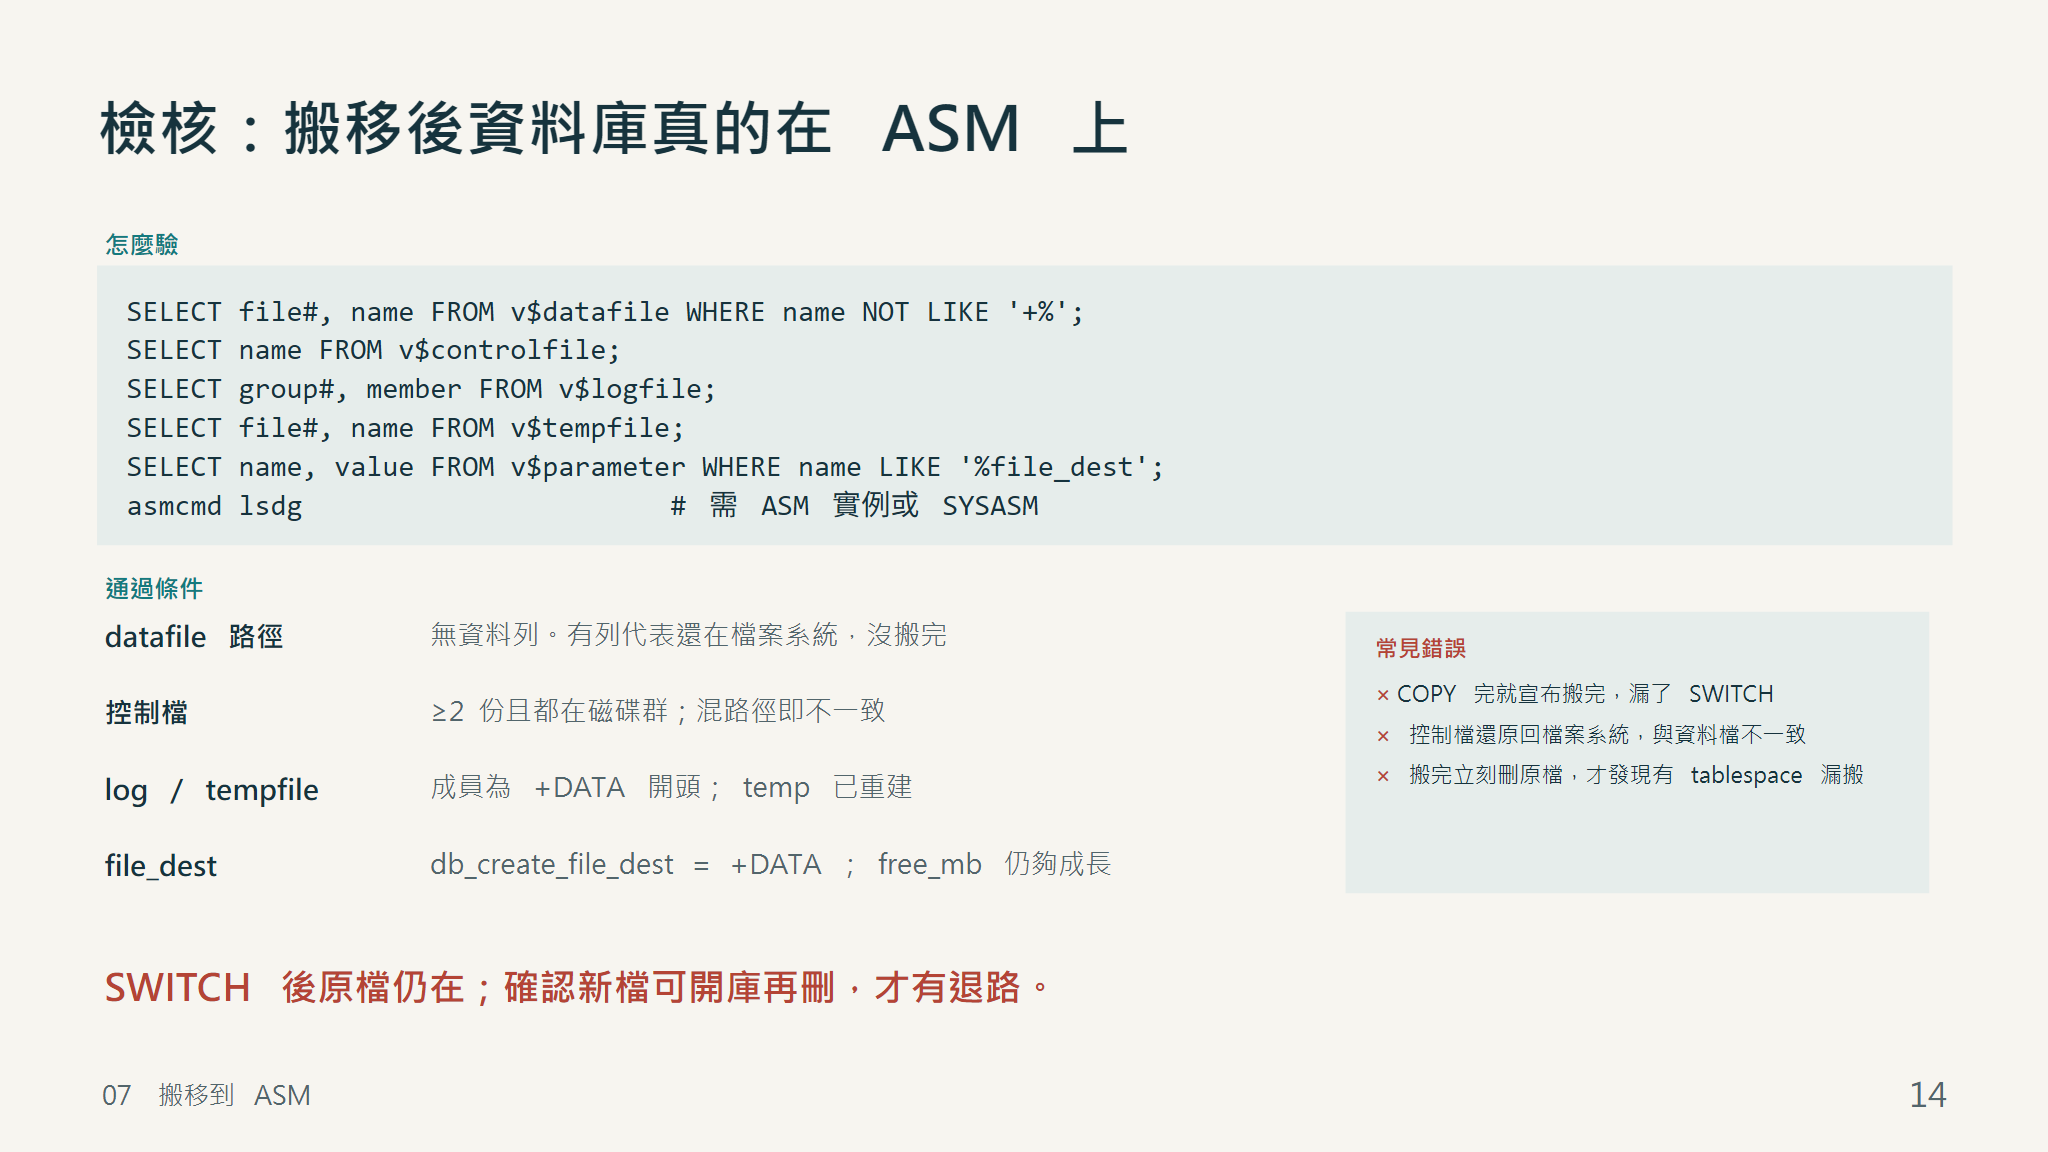 檢核：搬移後資料庫真的在 ASM 上
怎麼驗
SELECT file#, name FROM v$datafile WHERE name NOT LIKE '+%';
SELECT name FROM v$controlfile;
SELECT group#, member FROM v$logfile;
SELECT file#, name FROM v$tempfile;
SELECT name, value FROM v$parameter WHERE name LIKE '%file_dest';
asmcmd lsdg # 需 ASM 實例或 SYSASM
通過條件
datafile 路徑 無資料列。有列代表還在檔案系統，沒搬完
控制檔 ≥2 份且都在磁碟群；混路徑即不一致
log / tempfile 成員為 +DATA 開頭； temp 已重建
file_dest db_create_file_dest = +DATA ； free_mb 仍夠成長
常見錯誤
× COPY 完就宣布搬完，漏了 SWITCH
× 控制檔還原回檔案系統，與資料檔不一致
× 搬完立刻刪原檔，才發現有 tablespace 漏搬
SWITCH 後原檔仍在；確認新檔可開庫再刪，才有退路。
07 搬移到 ASM
14